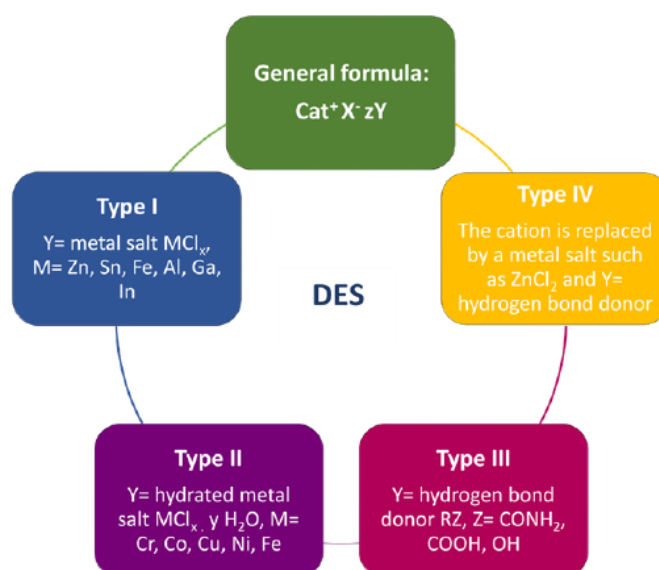 General formula:
Cat⁺ X⁻ zY
Type I
Y= metal salt MClₓ,
M= Zn, Sn, Fe, Al, Ga,
In
Type IV
The cation is replaced
by a metal salt such
as ZnCl₂ and Y=
hydrogen bond donor
DES
Type II
Y= hydrated metal
salt MClₓ . y H₂O, M=
Cr, Co, Cu, Ni, Fe
Type III
Y= hydrogen bond
donor RZ, Z= CONH₂,
COOH, OH